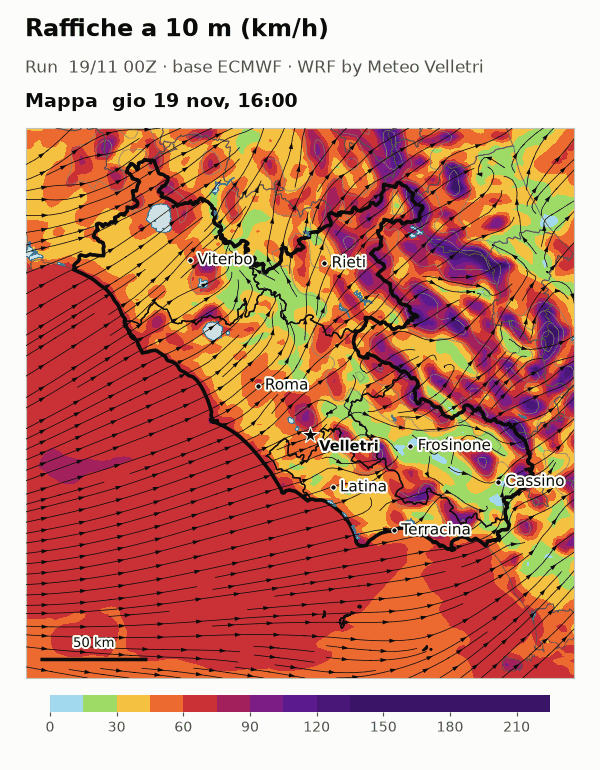 Raffiche a 10 m (km/h)
Run 19/11 00Z · base ECMWF · WRF by Meteo Velletri
Mappa gio 19 nov, 16:00
Viterbo
Rieti
Roma
Velletri
Frosinone
Cassino
Latina
Terracina
50 km
0 30 60 90 120 150 180 210